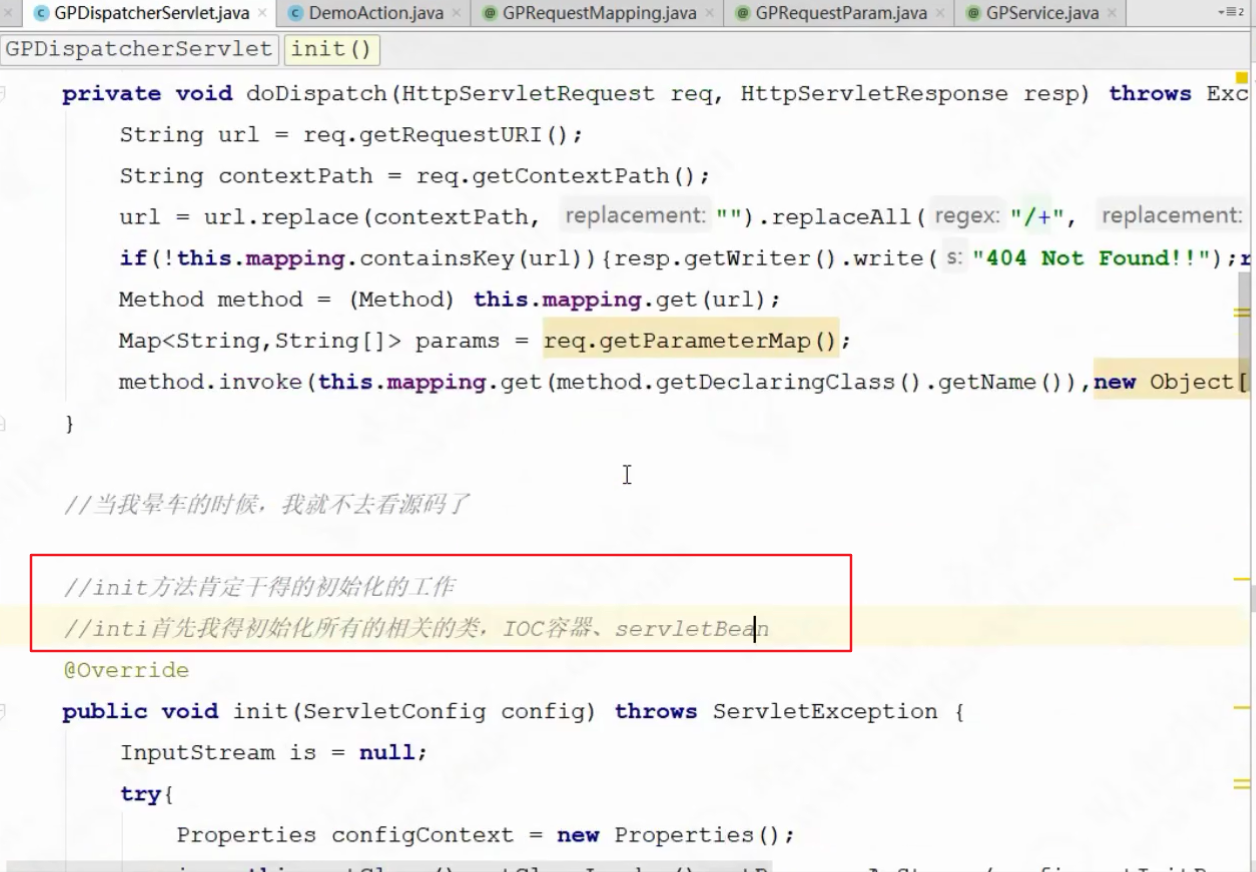 GPDispatcherServlet.java × DemoAction.java × GPRequestMapping.java × GPRequestParam.java × GPService.java ×
GPDispatcherServlet init()
private void doDispatch(HttpServletRequest req, HttpServletResponse resp) throws Exc
String url = req.getRequestURI();
String contextPath = req.getContextPath();
url = url.replace(contextPath, replacement: "").replaceAll( regex: "/+", replacement:
if(!this.mapping.containsKey(url)){resp.getWriter().write( s: "404 Not Found!!");r
Method method = (Method) this.mapping.get(url);
Map<String,String[]> params = req.getParameterMap();
method.invoke(this.mapping.get(method.getDeclaringClass().getName()),new Object[
}
//当我晕车的时候，我就不去看源码了
//init方法肯定干得的初始化的工作
//inti首先我得初始化所有的相关的类，IOC容器、servletBean
@Override
public void init(ServletConfig config) throws ServletException {
InputStream is = null;
try{
Properties configContext = new Properties();